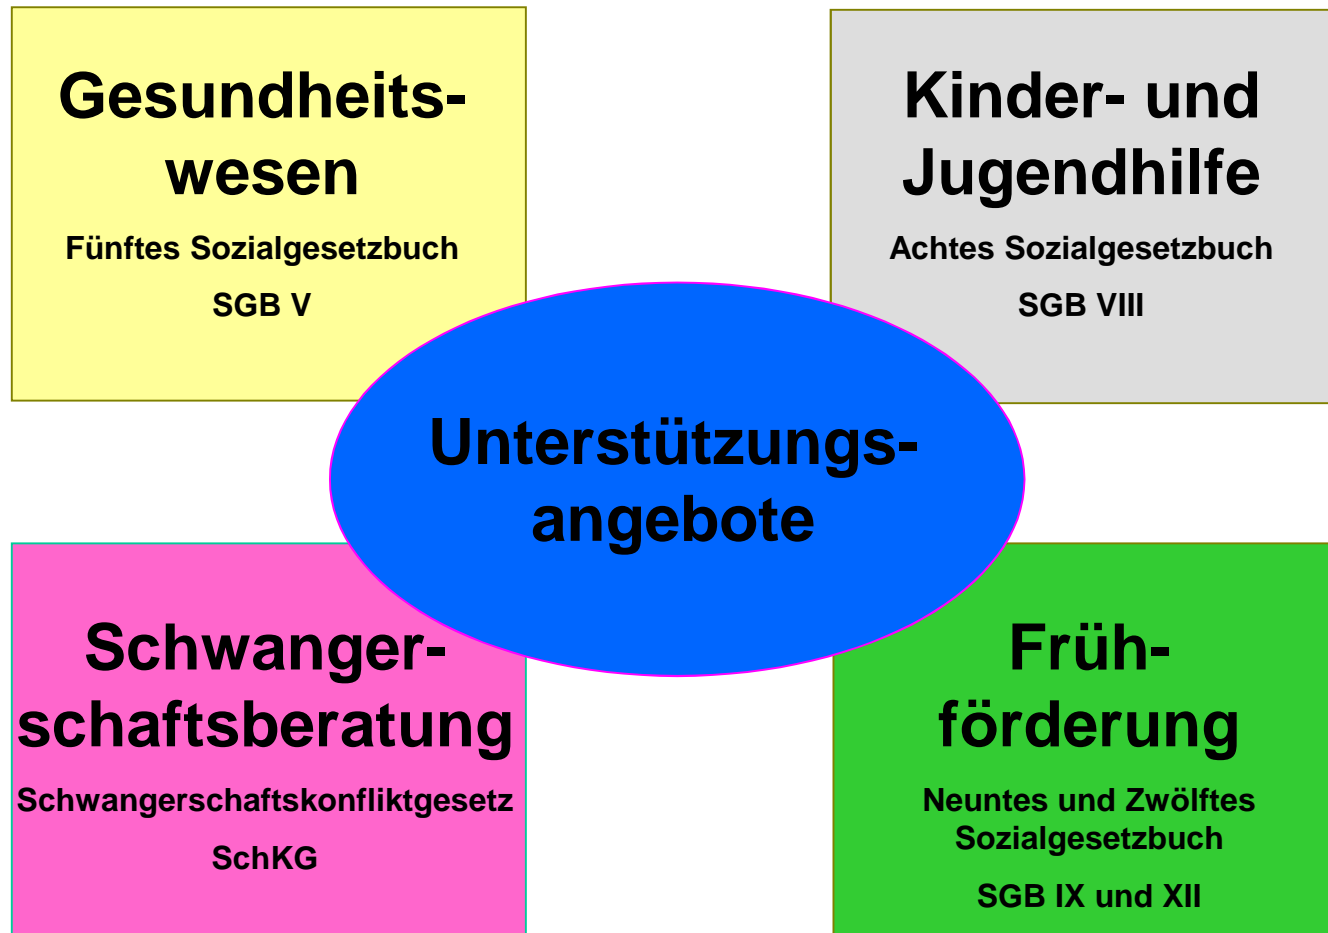 Gesundheits-
wesen
Fünftes Sozialgesetzbuch
SGB V
Kinder- und
Jugendhilfe
Achtes Sozialgesetzbuch
SGB VIII
Unterstützungs-
angebote
Schwanger-
schaftsberatung
Schwangerschaftskonfliktgesetz
SchKG
Früh-
förderung
Neuntes und Zwölftes
Sozialgesetzbuch
SGB IX und XII